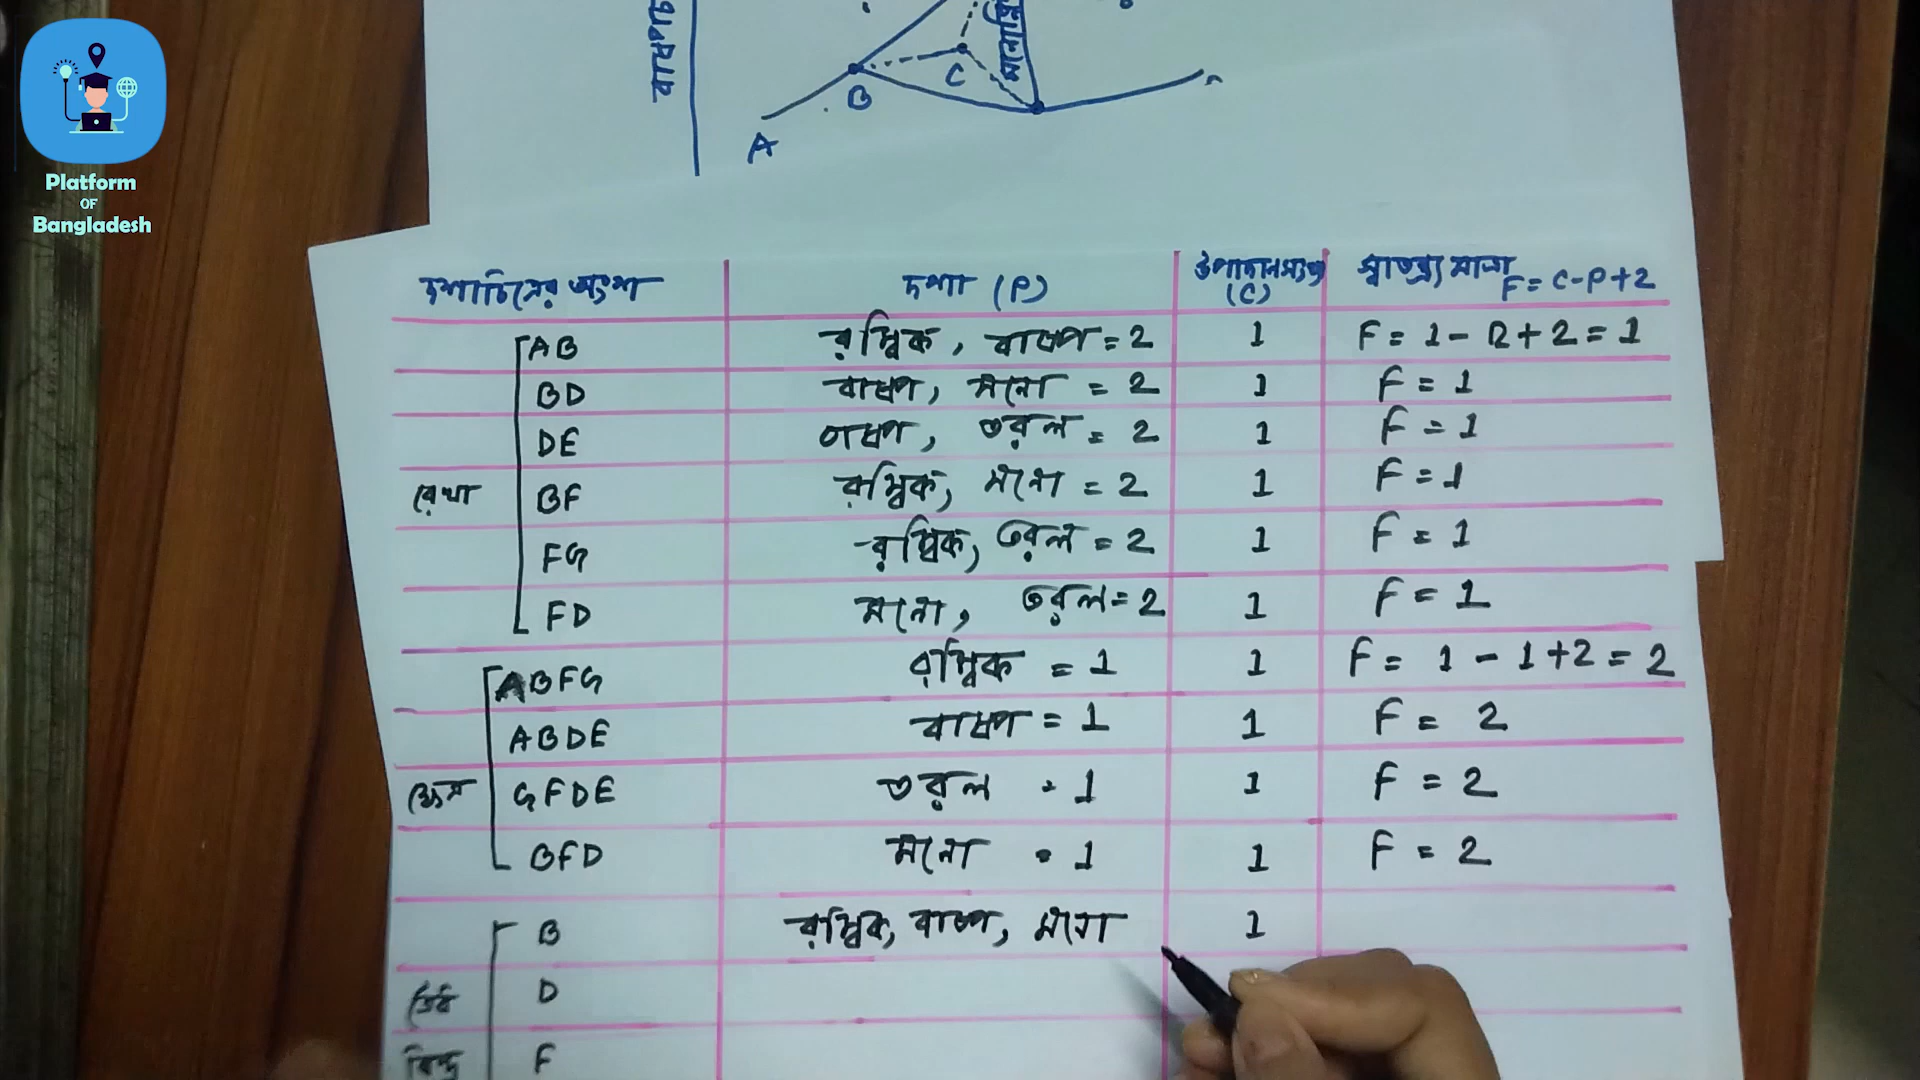 Platform
OF
Bangladesh
বাষ্পচা
B
C
A
দশাচিত্রের অংশ দশা (P) উপাদান সংখ্যা (C) স্বাতন্ত্র্য মাত্রা F = C-P+2
AB রম্বিক, বাষ্প = 2 1 F = 1 - 2 + 2 = 1
BD বাষ্প, মনো = 2 1 F = 1
DE বাষ্প, তরল = 2 1 F = 1
রেখা BF রম্বিক, মনো = 2 1 F = 1
FG রম্বিক, তরল = 2 1 F = 1
FD মনো, তরল = 2 1 F = 1
ABFG রম্বিক = 1 1 F = 1 - 1 + 2 = 2
ABDE বাষ্প = 1 1 F = 2
GFDE তরল = 1 1 F = 2
BFD মনো = 1 1 F = 2
B রম্বিক, বাষ্প, মনো 1
D
বিন্দু F